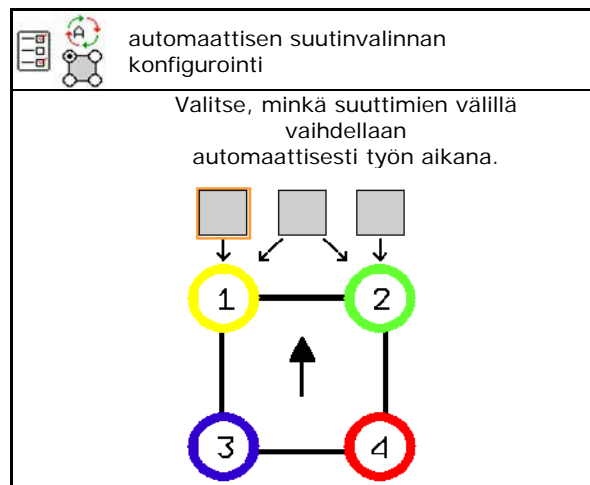 A
automaattisen suutinvalinnan
konfigurointi
Valitse, minkä suuttimien välillä
vaihdellaan
automaattisesti työn aikana.
1 2
3 4